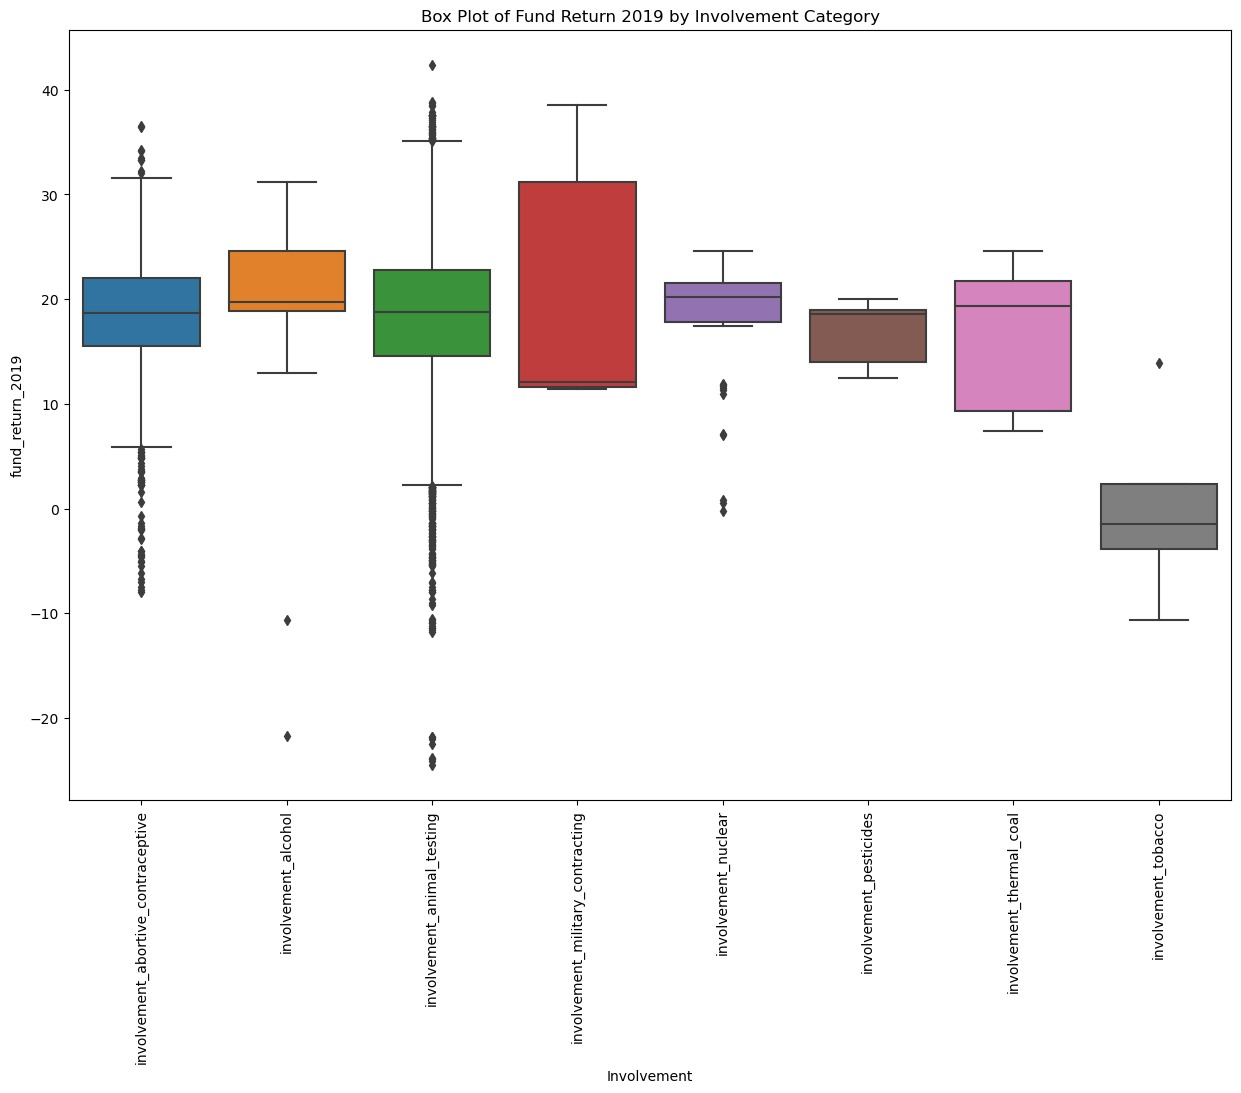 Box Plot of Fund Return 2019 by Involvement Category
fund_return_2019
40
30
20
10
0
−10
−20
involvement_abortive_contraceptive
involvement_alcohol
involvement_animal_testing
involvement_military_contracting
involvement_nuclear
involvement_pesticides
involvement_thermal_coal
involvement_tobacco
Involvement